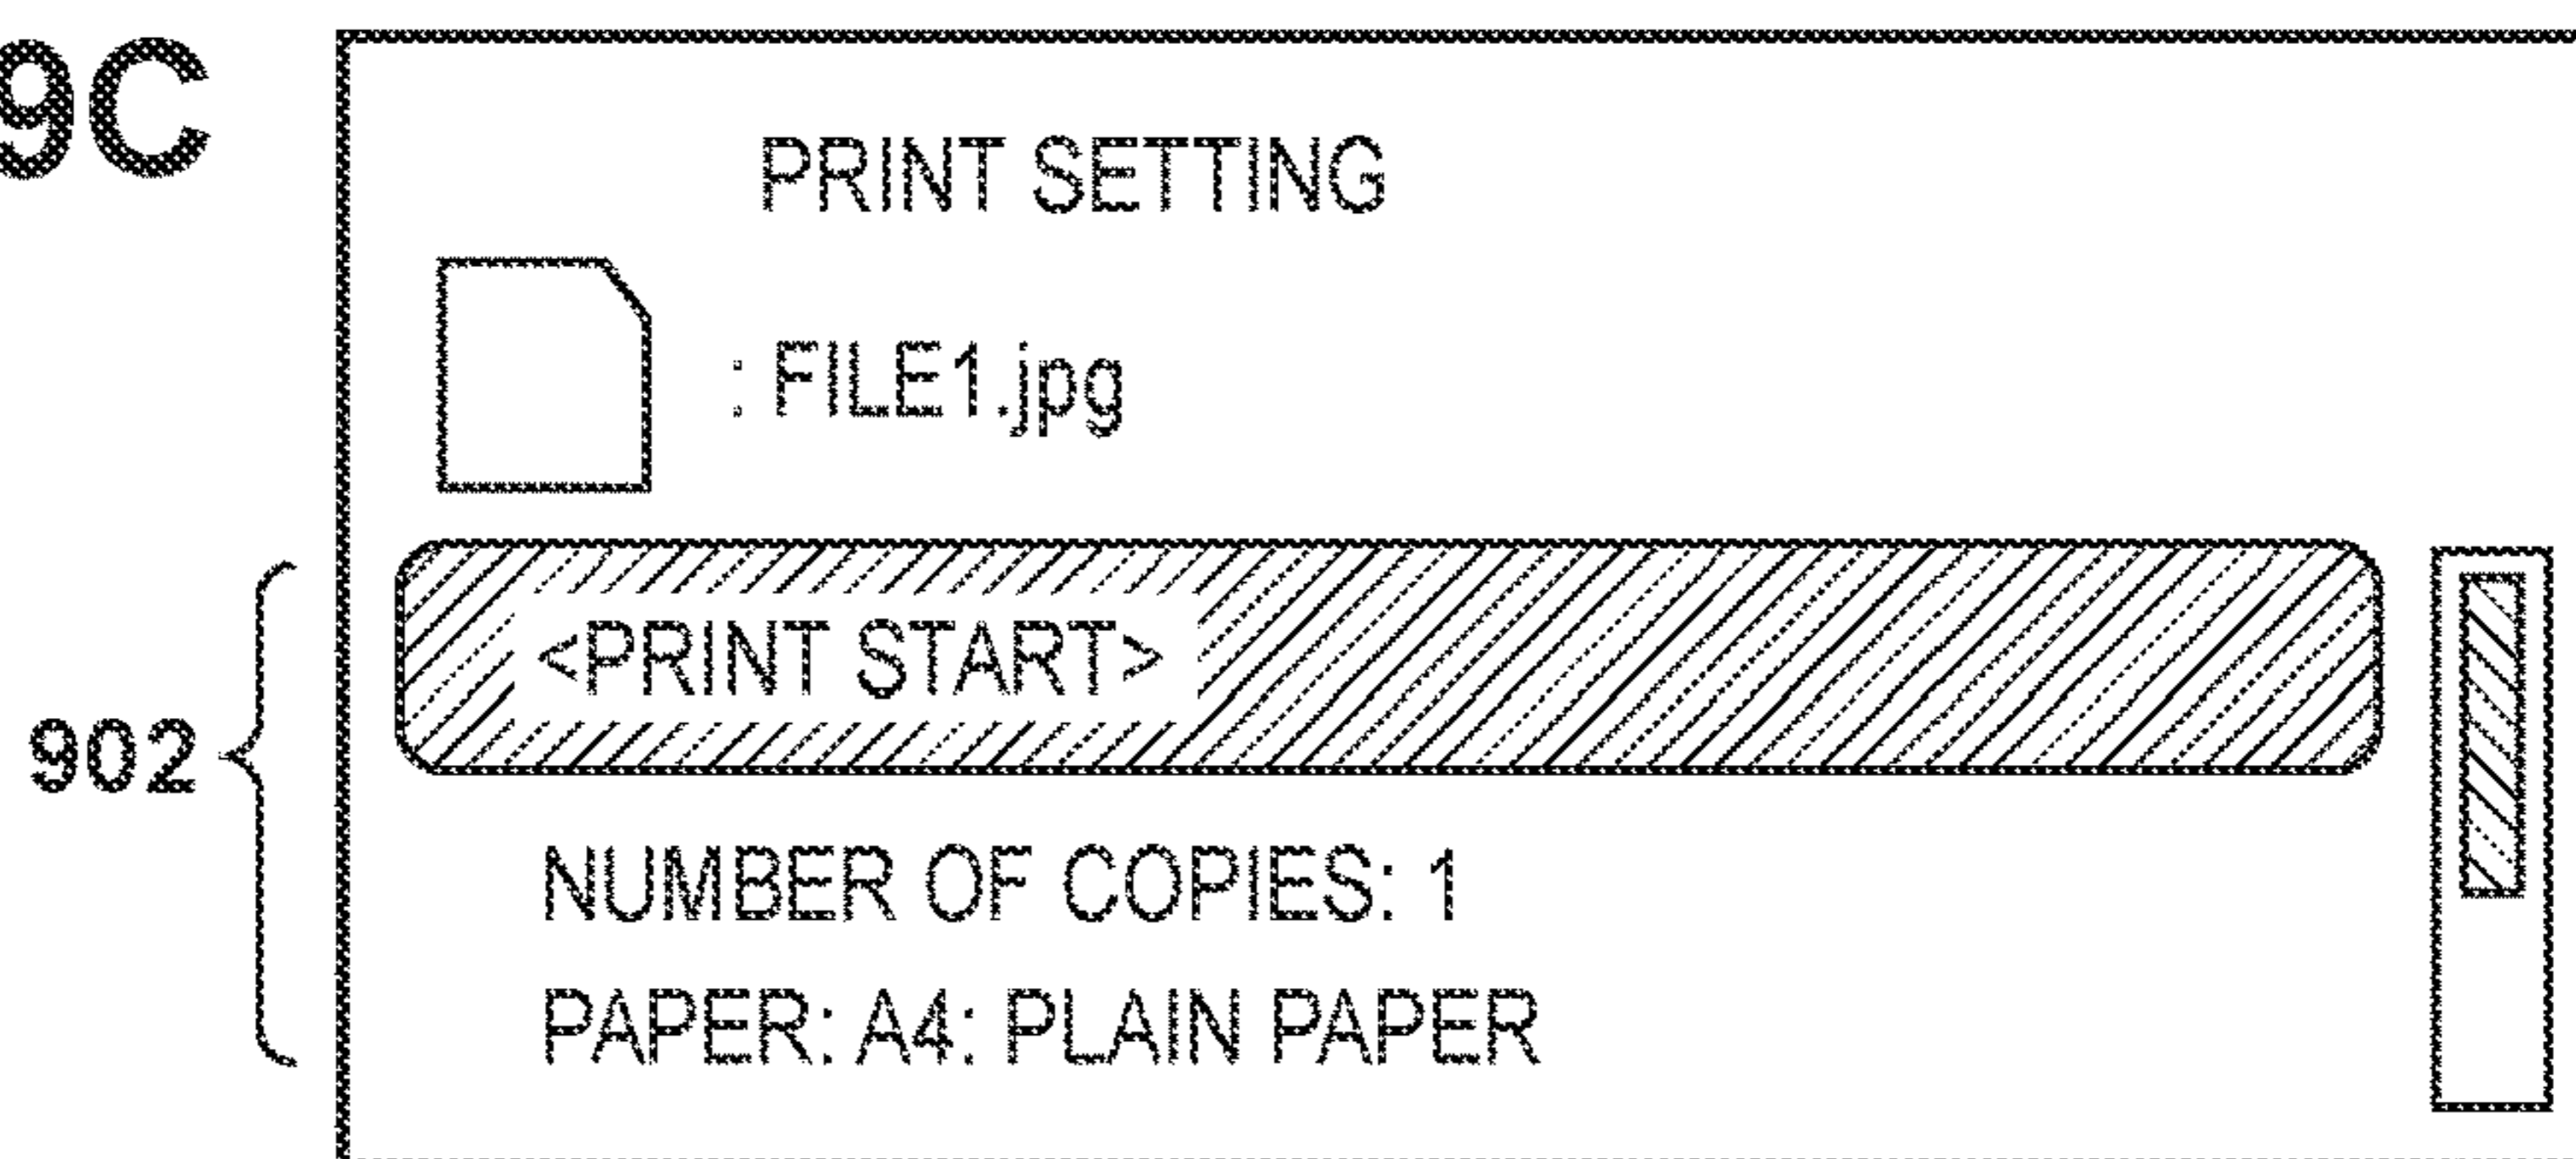 9C
PRINT SETTING
: FILE1.jpg
<PRINT START>
902
NUMBER OF COPIES: 1
PAPER: A4: PLAIN PAPER